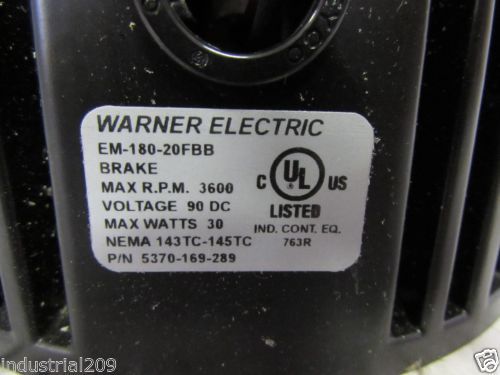 WARNER ELECTRIC
EM-180-20FBB
BRAKE
MAX R.P.M. 3600
VOLTAGE 90 DC
MAX WATTS 30
NEMA 143TC-145TC
P/N 5370-169-289
C UL US
LISTED
IND. CONT. EQ.
763R
industrial209